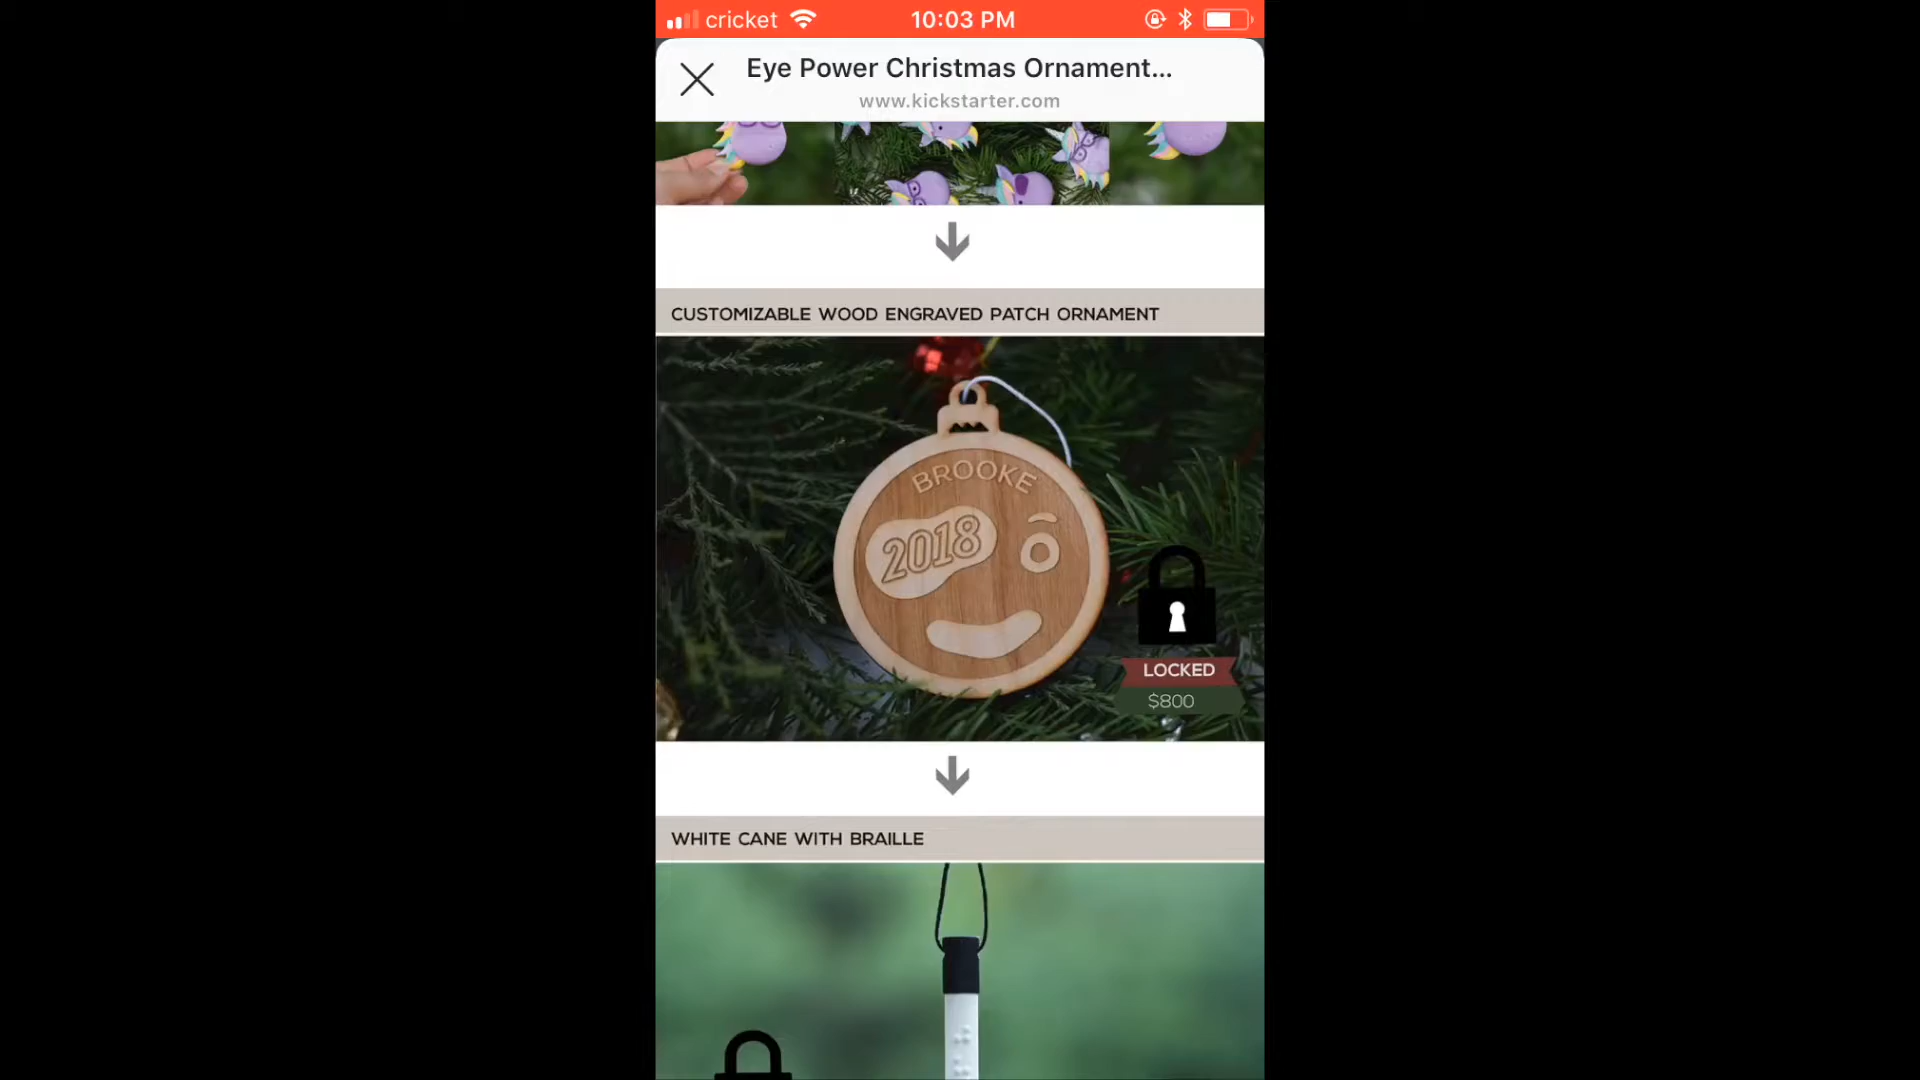 cricket
10:03 PM
Eye Power Christmas Ornament...
www.kickstarter.com
CUSTOMIZABLE WOOD ENGRAVED PATCH ORNAMENT
BROOKE
2018
LOCKED
$800
WHITE CANE WITH BRAILLE